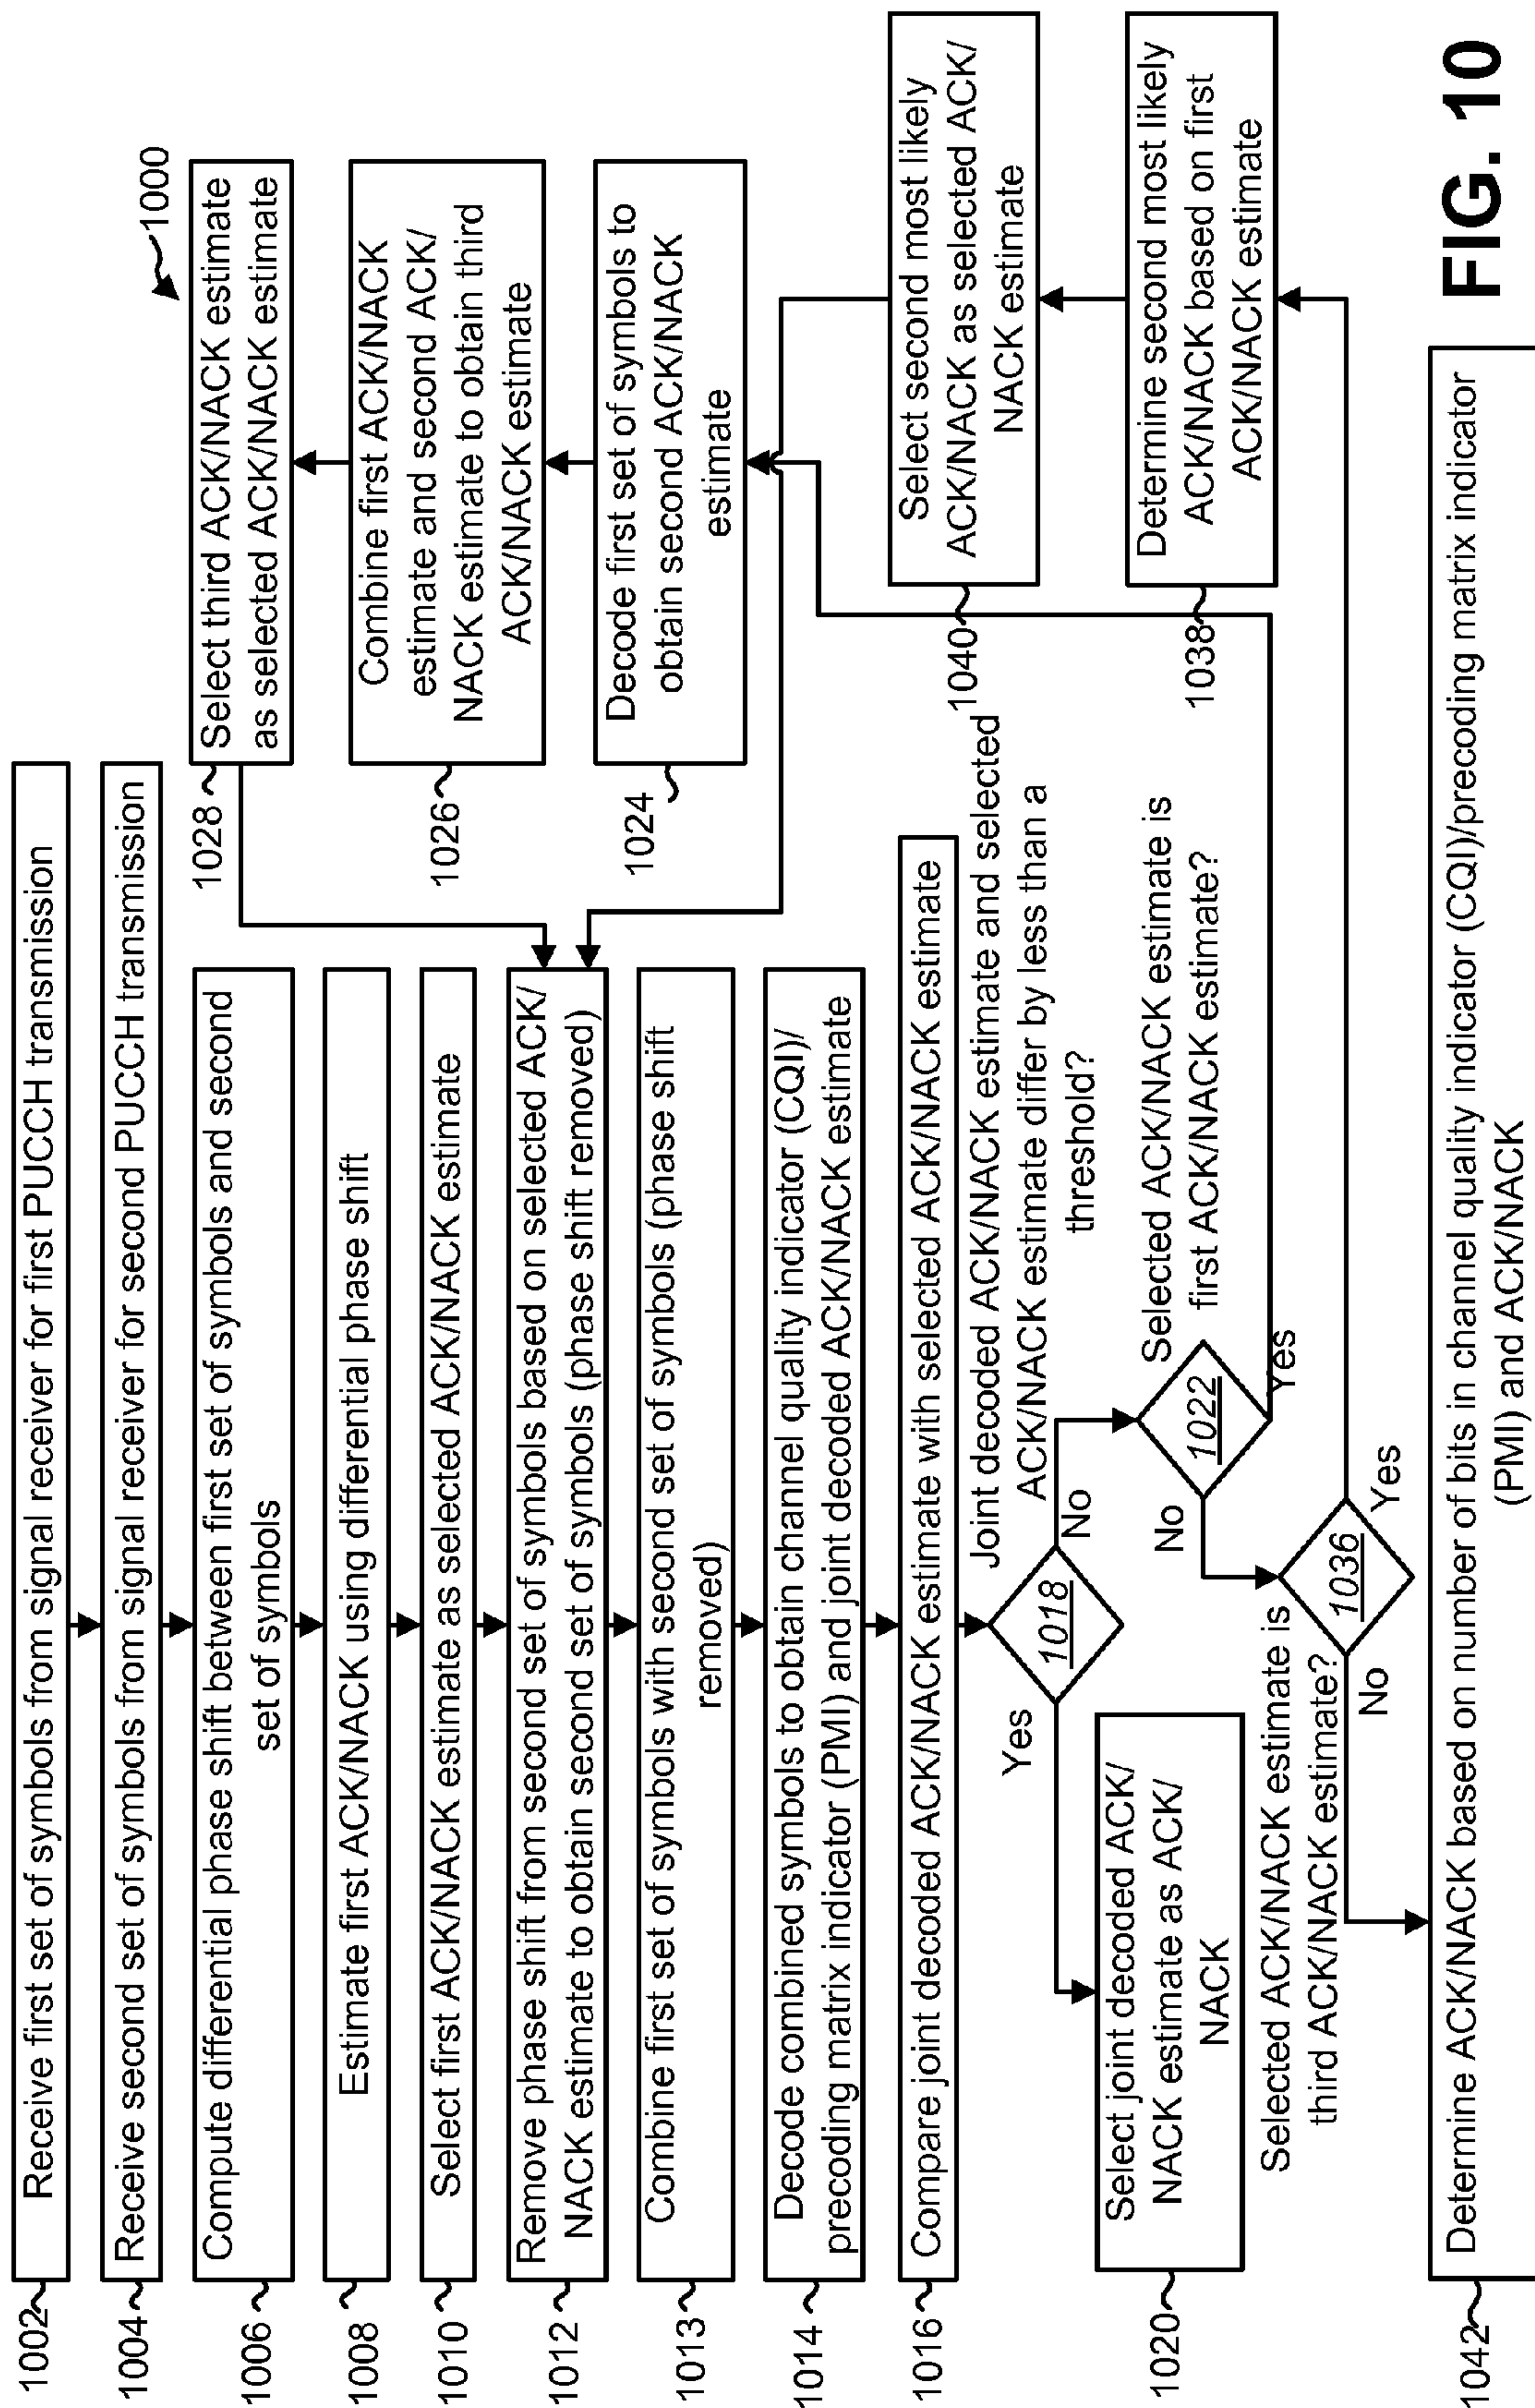 1000
1002
Receive first set of symbols from signal receiver for first PUCCH transmission
1004
Receive second set of symbols from signal receiver for second PUCCH transmission
1006
Compute differential phase shift between first set of symbols and second
set of symbols
1008
Estimate first ACK/NACK using differential phase shift
1010
Select first ACK/NACK estimate as selected ACK/NACK estimate
1012
Remove phase shift from second set of symbols based on selected ACK/
NACK estimate to obtain second set of symbols (phase shift removed)
1013
Combine first set of symbols with second set of symbols (phase shift
removed)
1014
Decode combined symbols to obtain channel quality indicator (CQI)/
precoding matrix indicator (PMI) and joint decoded ACK/NACK estimate
1016
Compare joint decoded ACK/NACK estimate with selected ACK/NACK estimate
Joint decoded ACK/NACK estimate and selected
ACK/NACK estimate differ by less than a
threshold?
1018
Yes
No
1020
Select joint decoded ACK/
NACK estimate as ACK/
NACK
Selected ACK/NACK estimate is
first ACK/NACK estimate?
1022
Yes
No
1028
Select third ACK/NACK estimate
as selected ACK/NACK estimate
1026
Combine first ACK/NACK
estimate and second ACK/
NACK estimate to obtain third
ACK/NACK estimate
1024
Decode first set of symbols to
obtain second ACK/NACK
estimate
1040
Select second most likely
ACK/NACK as selected ACK/
NACK estimate
1038
Determine second most likely
ACK/NACK based on first
ACK/NACK estimate
Selected ACK/NACK estimate is
third ACK/NACK estimate?
1036
Yes
No
1042
Determine ACK/NACK based on number of bits in channel quality indicator (CQI)/precoding matrix indicator
(PMI) and ACK/NACK
FIG. 10